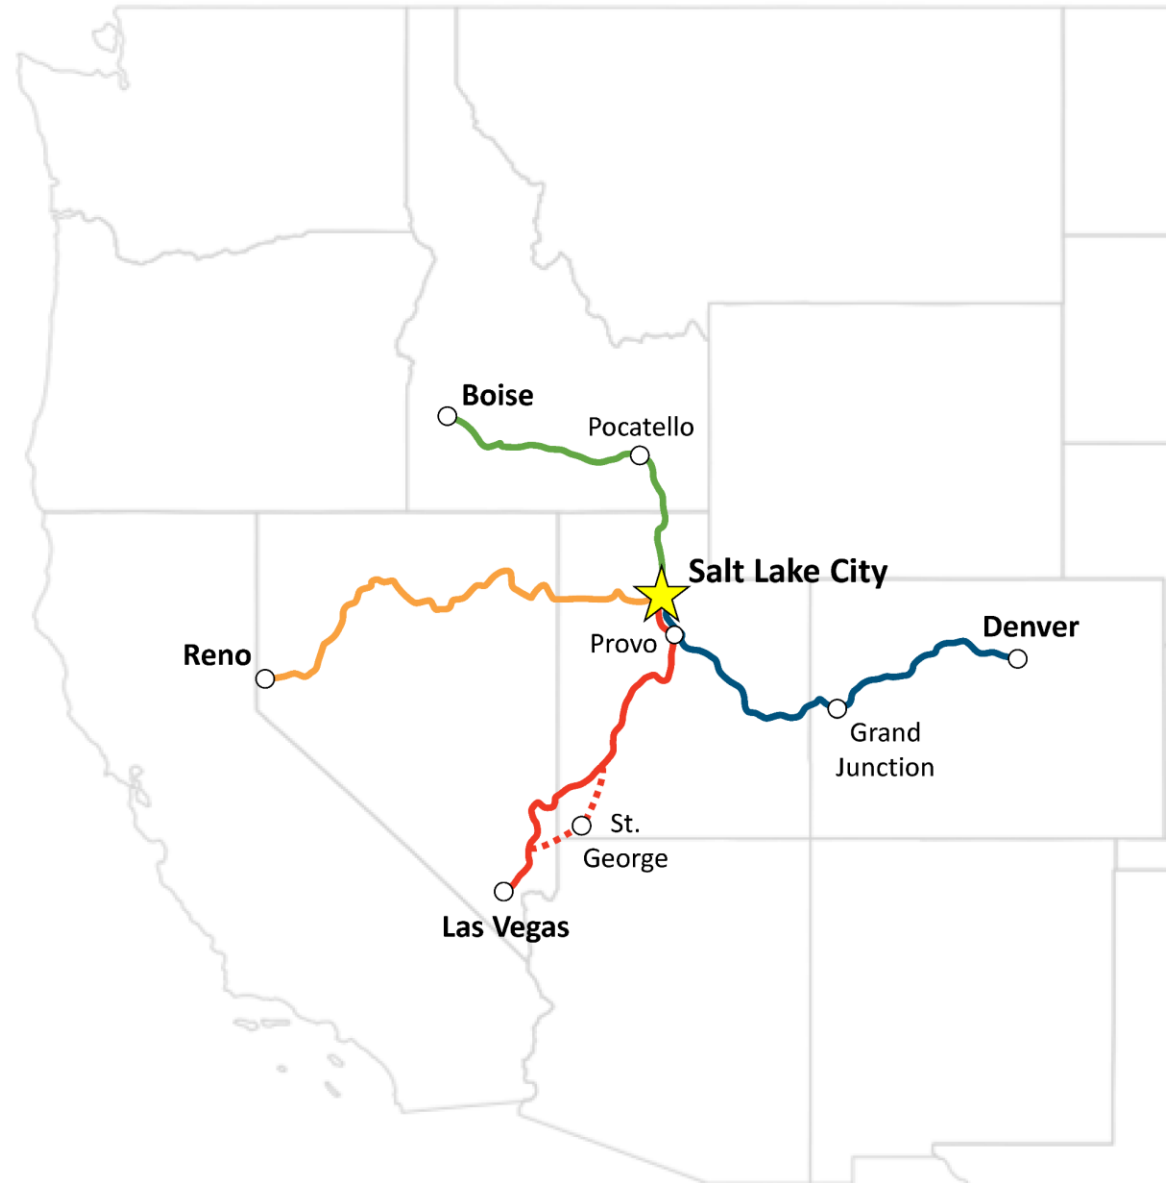 Boise
Pocatello
Salt Lake City
Denver
Provo
Reno
Grand
Junction
St.
George
Las Vegas